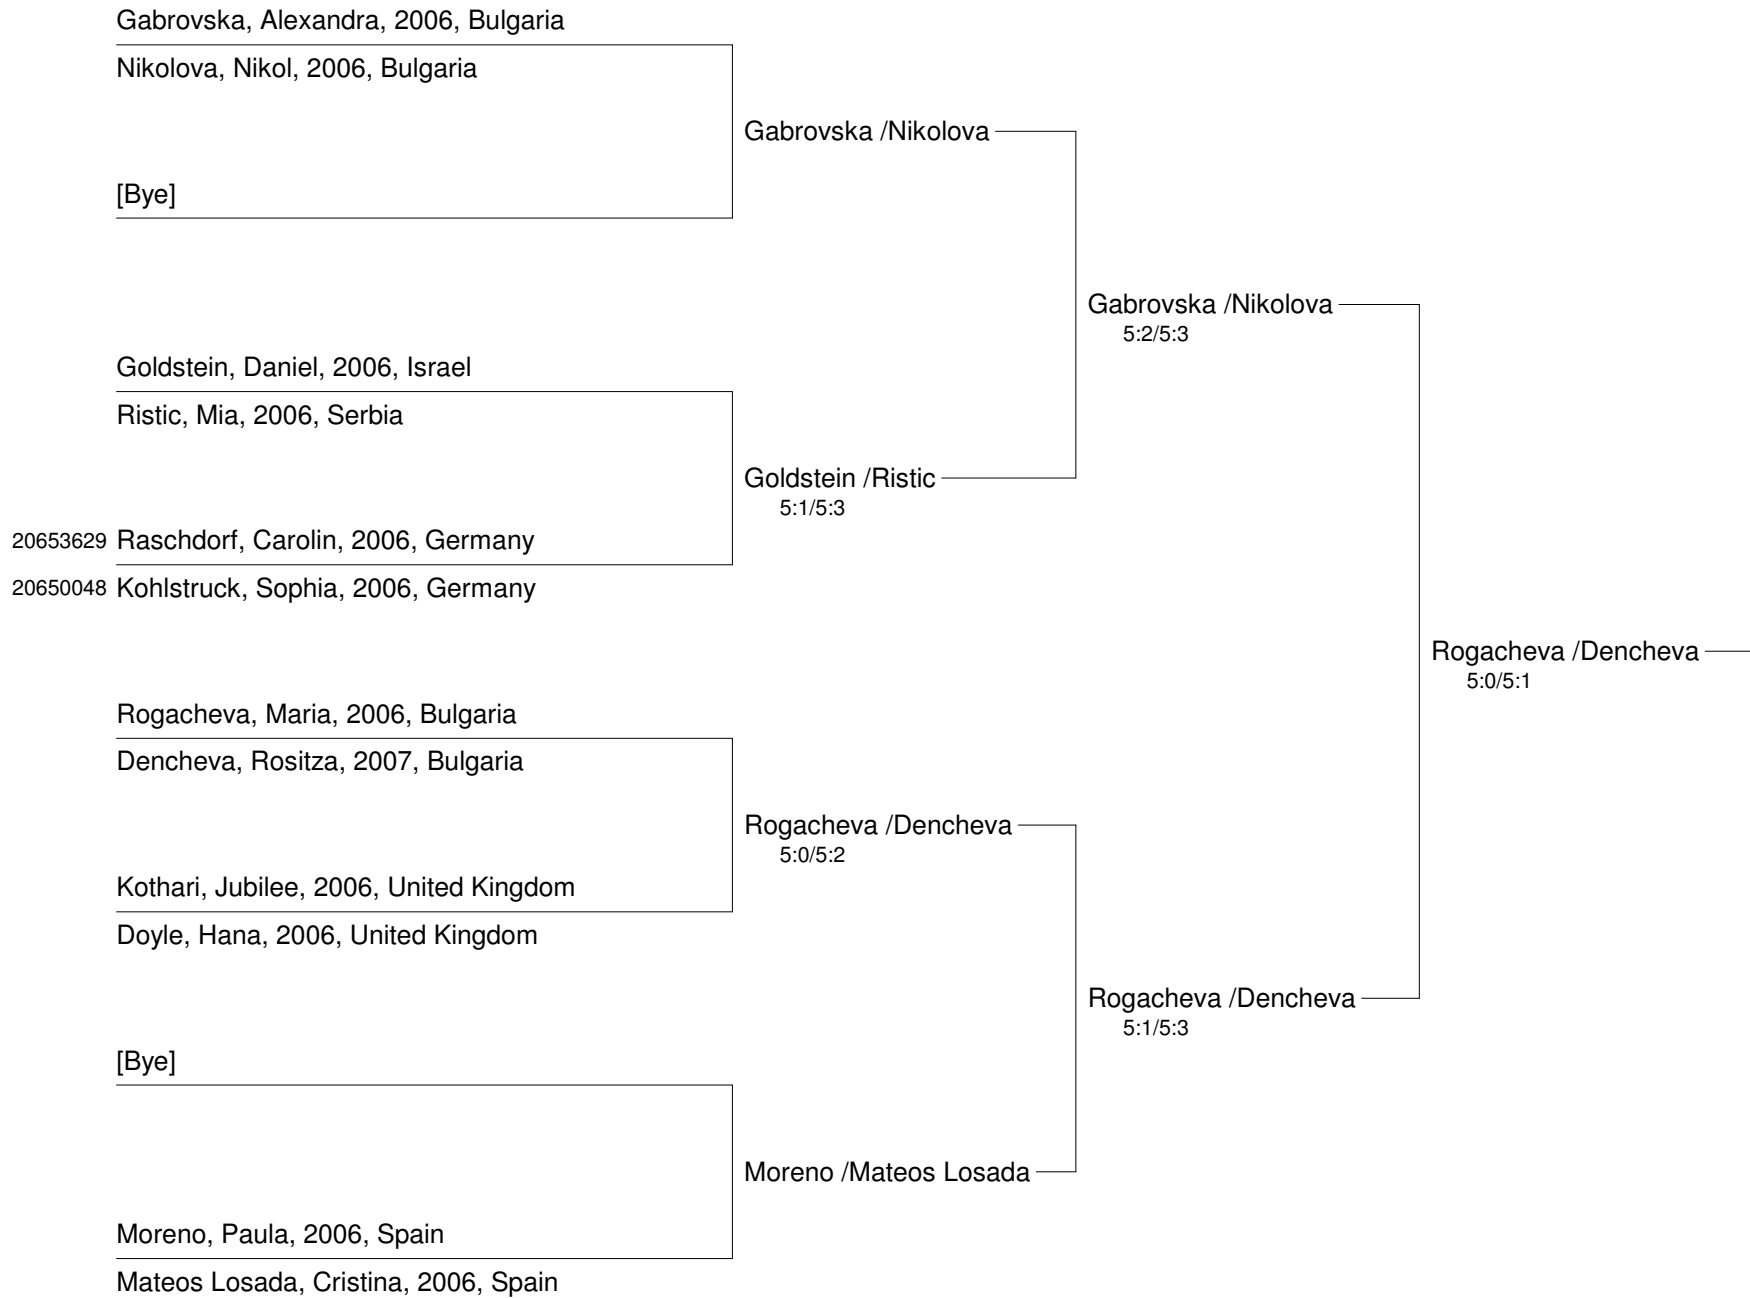 Gabrovska, Alexandra, 2006, Bulgaria
Nikolova, Nikol, 2006, Bulgaria
Gabrovska /Nikolova
[Bye]
Gabrovska /Nikolova
5:2/5:3
Goldstein, Daniel, 2006, Israel
Ristic, Mia, 2006, Serbia
Goldstein /Ristic
5:1/5:3
20653629 Raschdorf, Carolin, 2006, Germany
20650048 Kohlstruck, Sophia, 2006, Germany
Rogacheva /Dencheva
5:0/5:1
Rogacheva, Maria, 2006, Bulgaria
Dencheva, Rositza, 2007, Bulgaria
Rogacheva /Dencheva
5:0/5:2
Kothari, Jubilee, 2006, United Kingdom
Doyle, Hana, 2006, United Kingdom
Rogacheva /Dencheva
5:1/5:3
[Bye]
Moreno /Mateos Losada
Moreno, Paula, 2006, Spain
Mateos Losada, Cristina, 2006, Spain